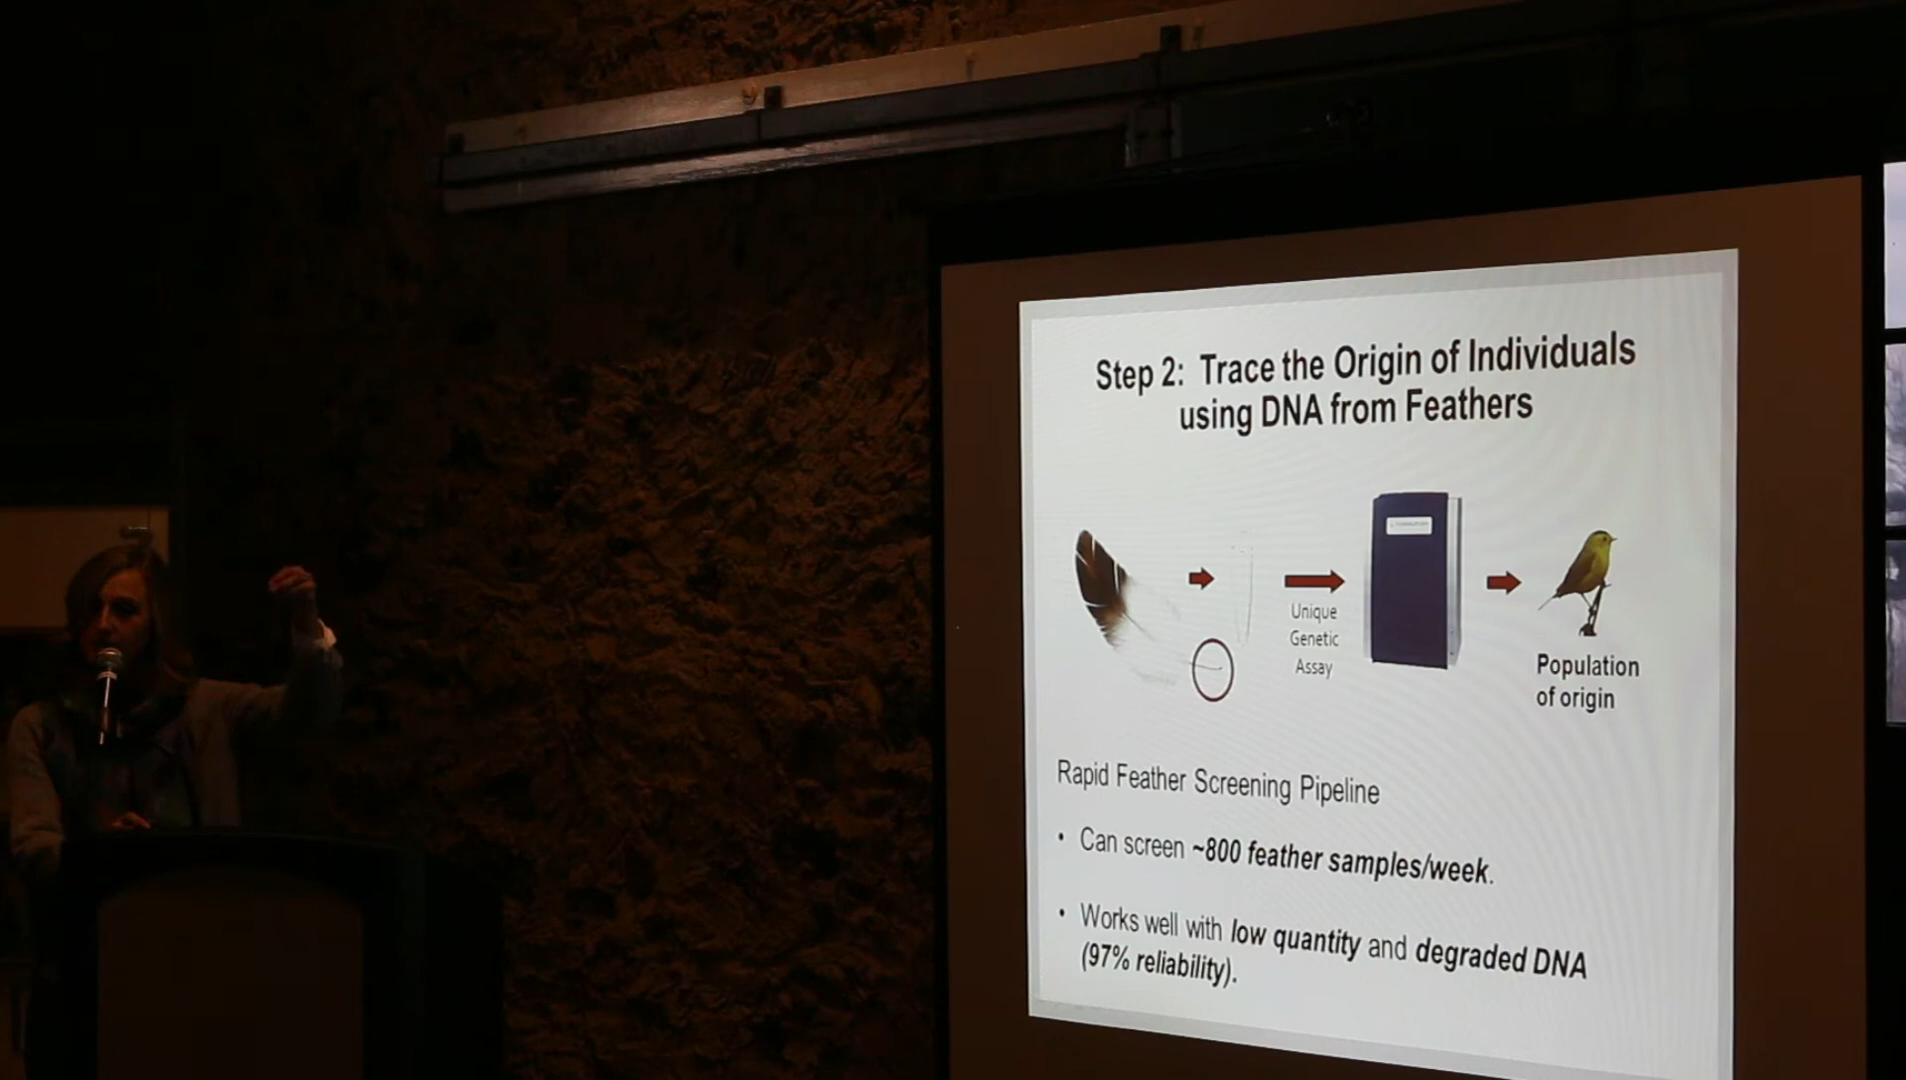 Step 2: Trace the Origin of Individuals
using DNA from Feathers
Unique
Genetic
Assay
Population
of origin
Rapid Feather Screening Pipeline
• Can screen ~800 feather samples/week.
• Works well with low quantity and degraded DNA
(97% reliability).